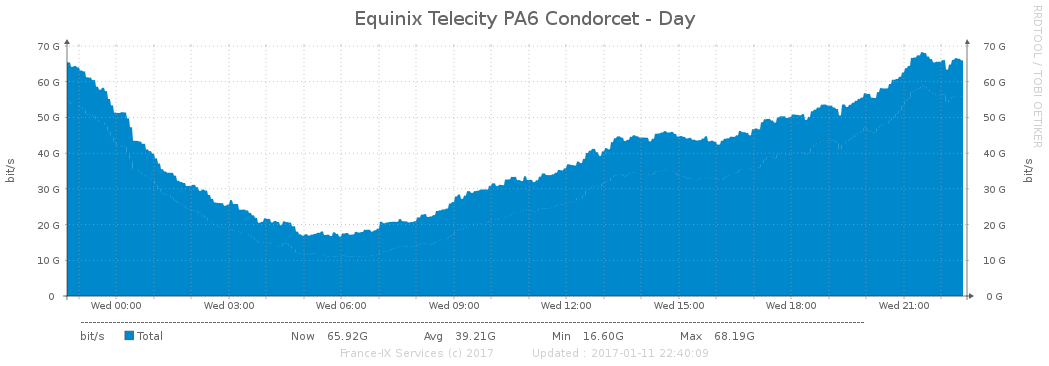 Equinix Telecity PA6 Condorcet - Day
RRDTOOL / TOBI OETIKER
bit/s
70 G 70 G
60 G 60 G
50 G 50 G
40 G 40 G
30 G 30 G
20 G 20 G
10 G 10 G
0 0 G
bit/s
Wed 00:00 Wed 03:00 Wed 06:00 Wed 09:00 Wed 12:00 Wed 15:00 Wed 18:00 Wed 21:00
bit/s Total Now 65.92G Avg 39.21G Min 16.60G Max 68.19G
France-IX Services (c) 2017 Updated : 2017-01-11 22:40:09